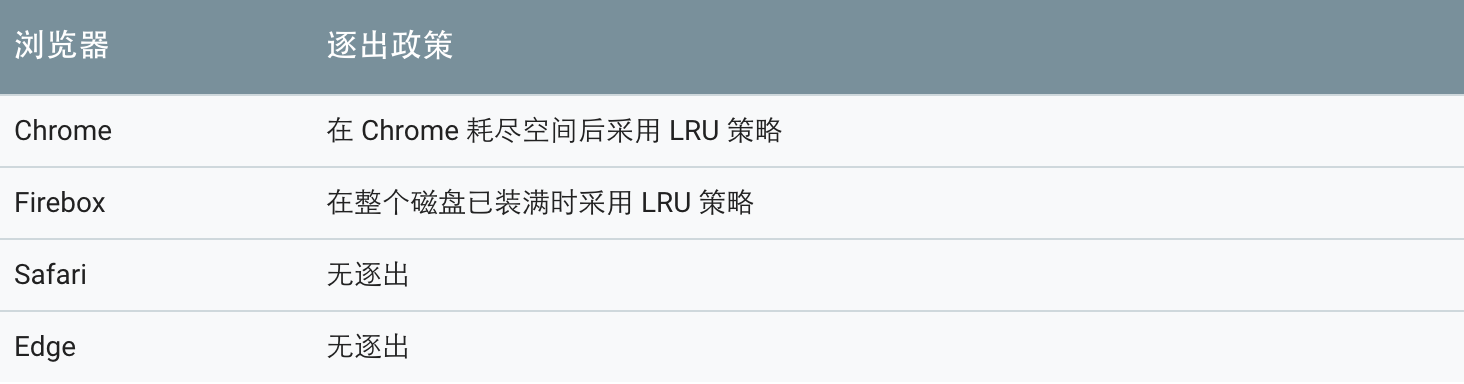 浏览器 逐出政策
Chrome 在 Chrome 耗尽空间后采用 LRU 策略
Firebox 在整个磁盘已装满时采用 LRU 策略
Safari 无逐出
Edge 无逐出